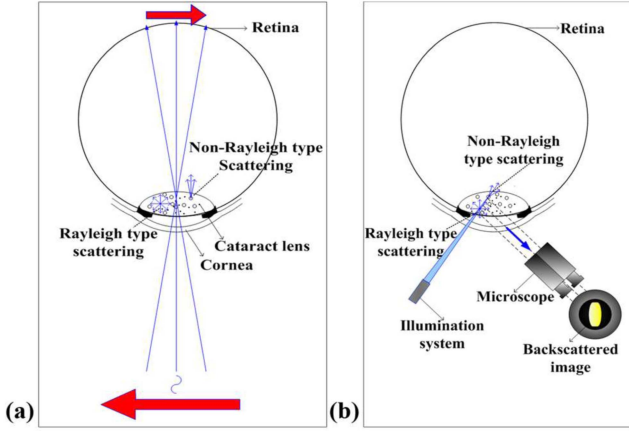 Retina
Non-Rayleigh type
Scattering
Rayleigh type
scattering
Cataract lens
Cornea
(a)
Retina
Non-Rayleigh
type scattering
Rayleigh type
scattering
Microscope
Illumination
system
Backscattered
image
(b)